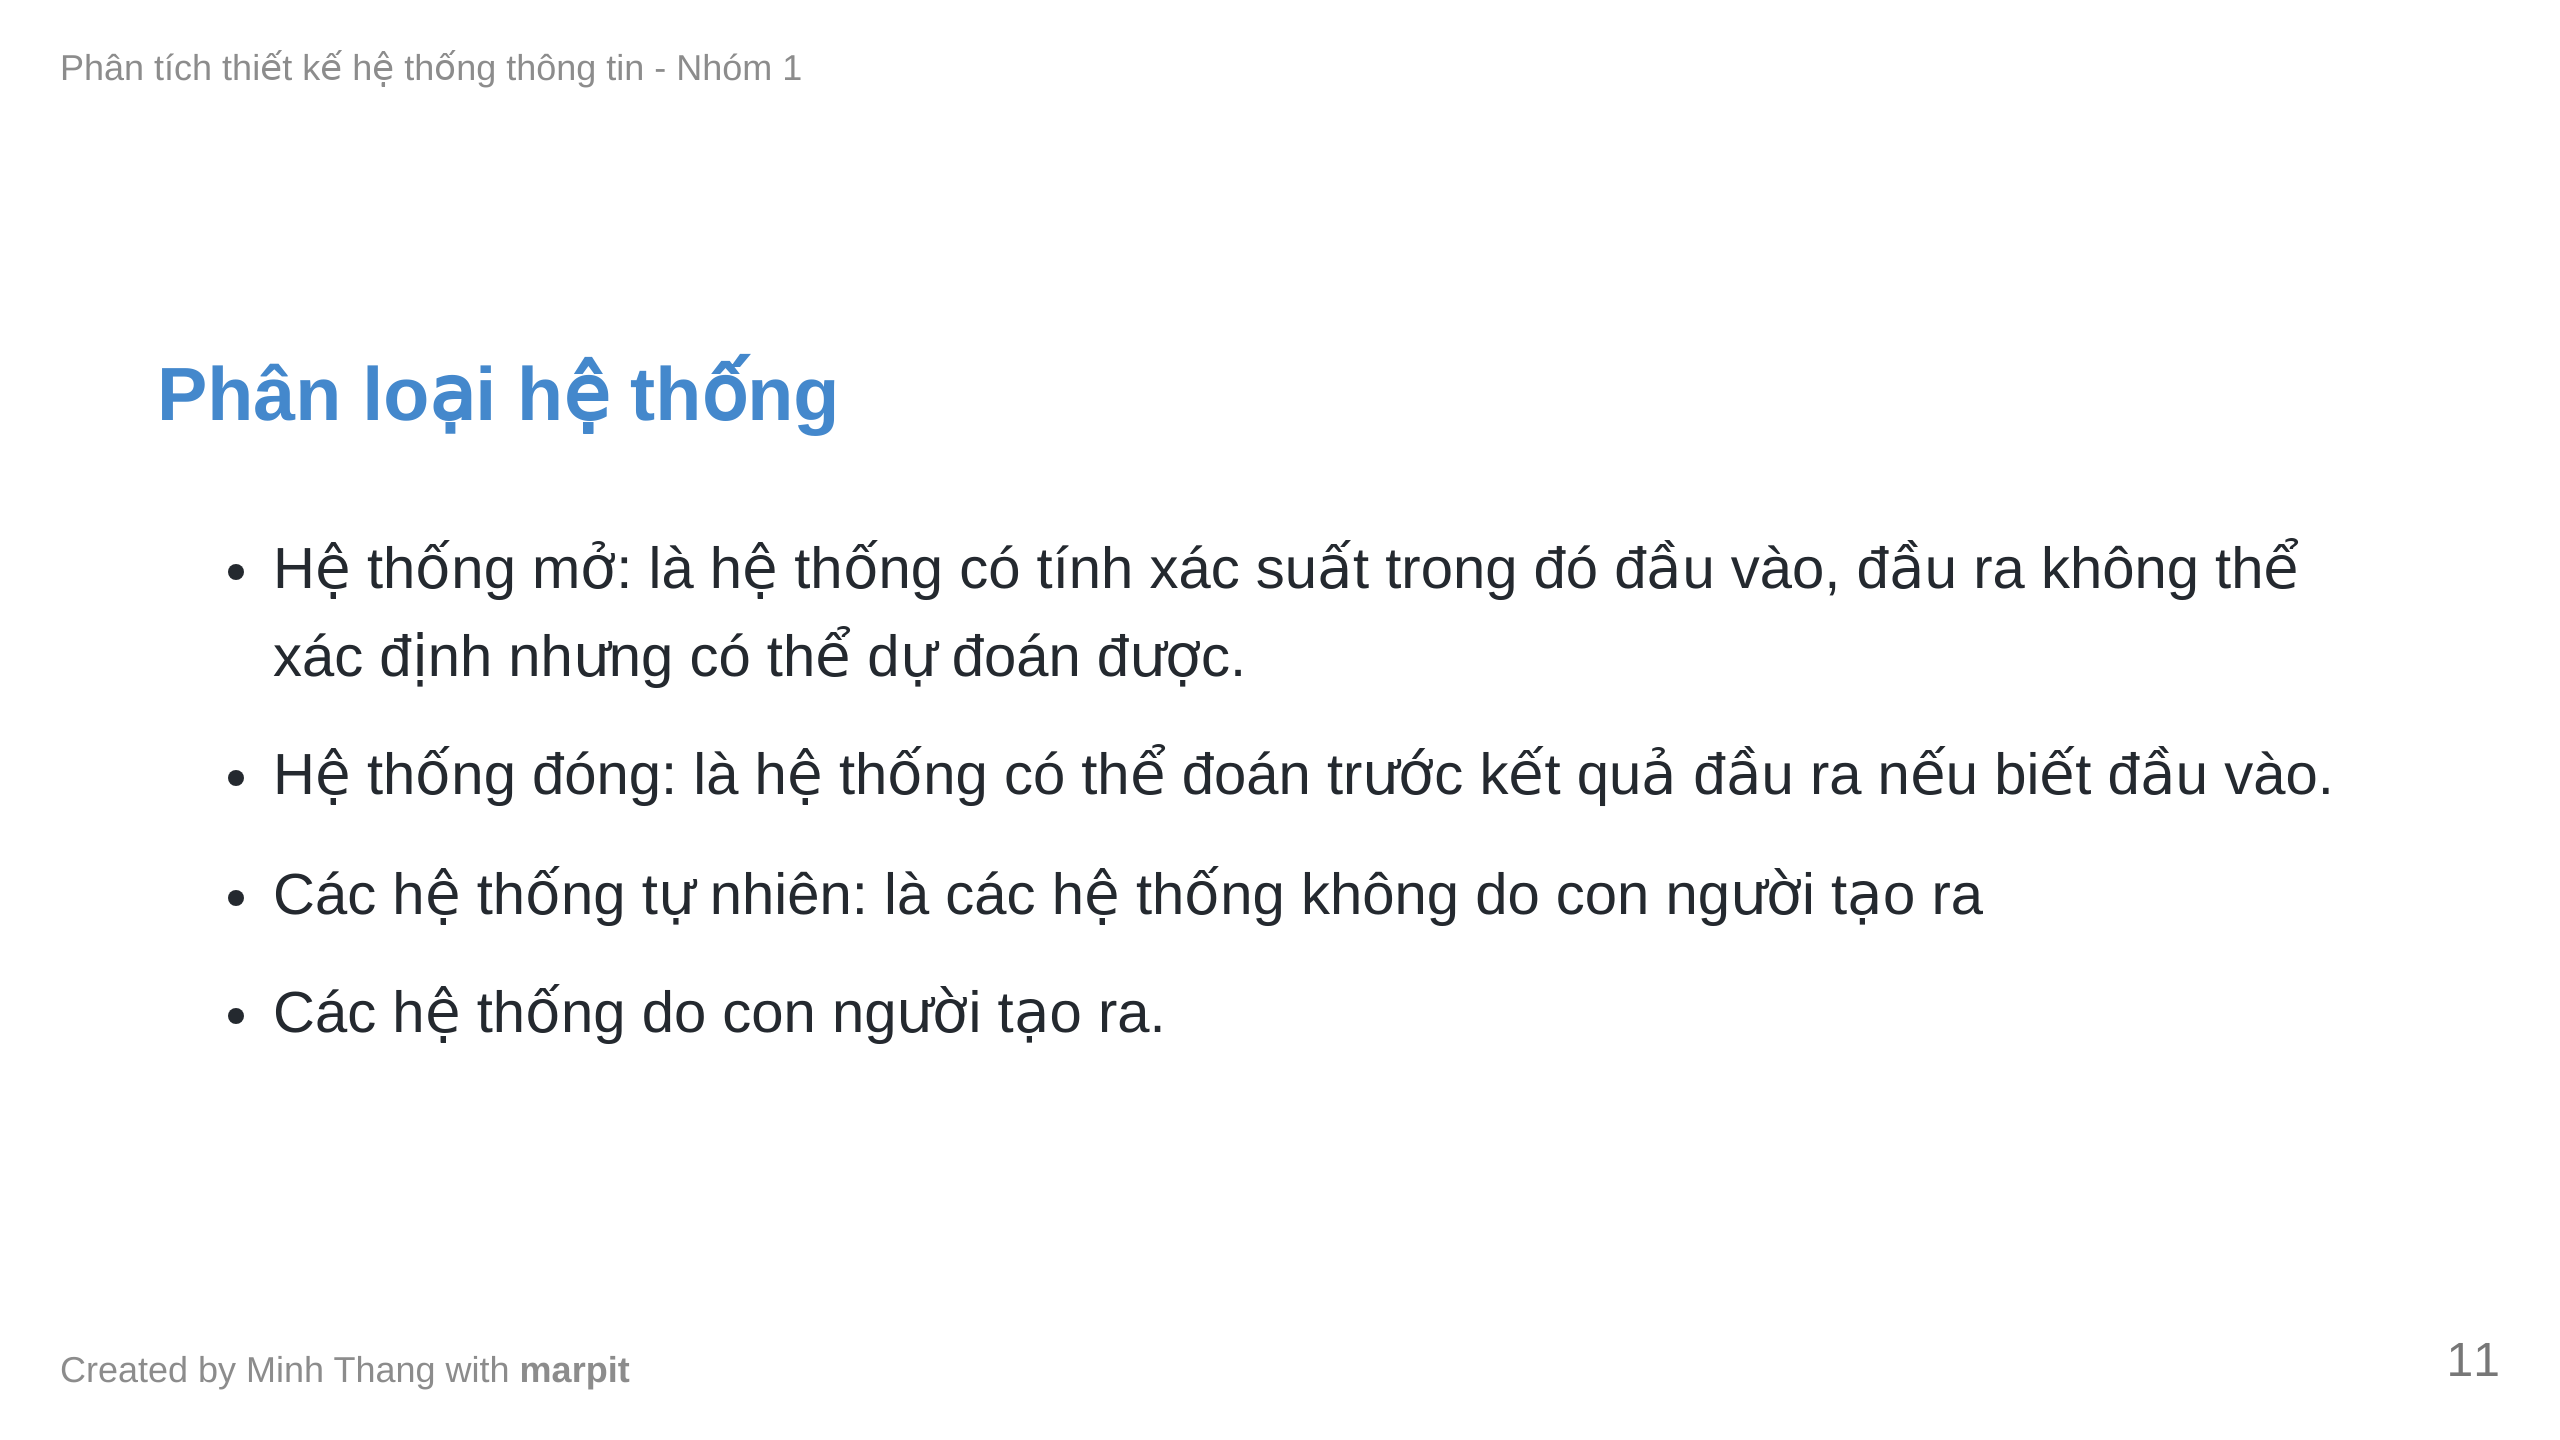 Phân tích thiết kế hệ thống thông tin - Nhóm 1
Phân loại hệ thống
• Hệ thống mở: là hệ thống có tính xác suất trong đó đầu vào, đầu ra không thể
xác định nhưng có thể dự đoán được.
• Hệ thống đóng: là hệ thống có thể đoán trước kết quả đầu ra nếu biết đầu vào.
• Các hệ thống tự nhiên: là các hệ thống không do con người tạo ra
• Các hệ thống do con người tạo ra.
Created by Minh Thang with marpit
11